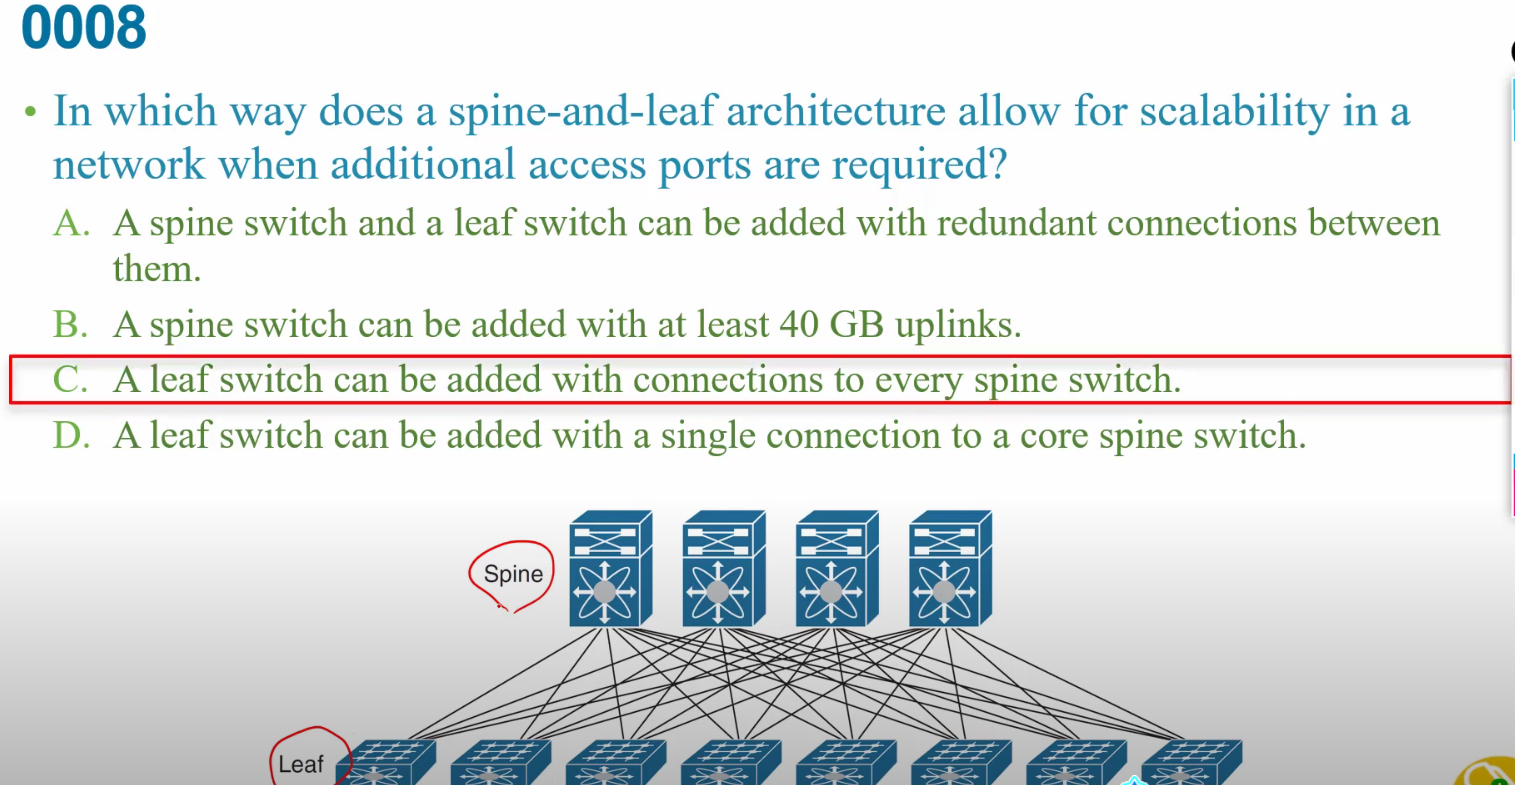 0008
• In which way does a spine-and-leaf architecture allow for scalability in a
network when additional access ports are required?
A. A spine switch and a leaf switch can be added with redundant connections between
them.
B. A spine switch can be added with at least 40 GB uplinks.
C. A leaf switch can be added with connections to every spine switch.
D. A leaf switch can be added with a single connection to a core spine switch.
Spine
Leaf